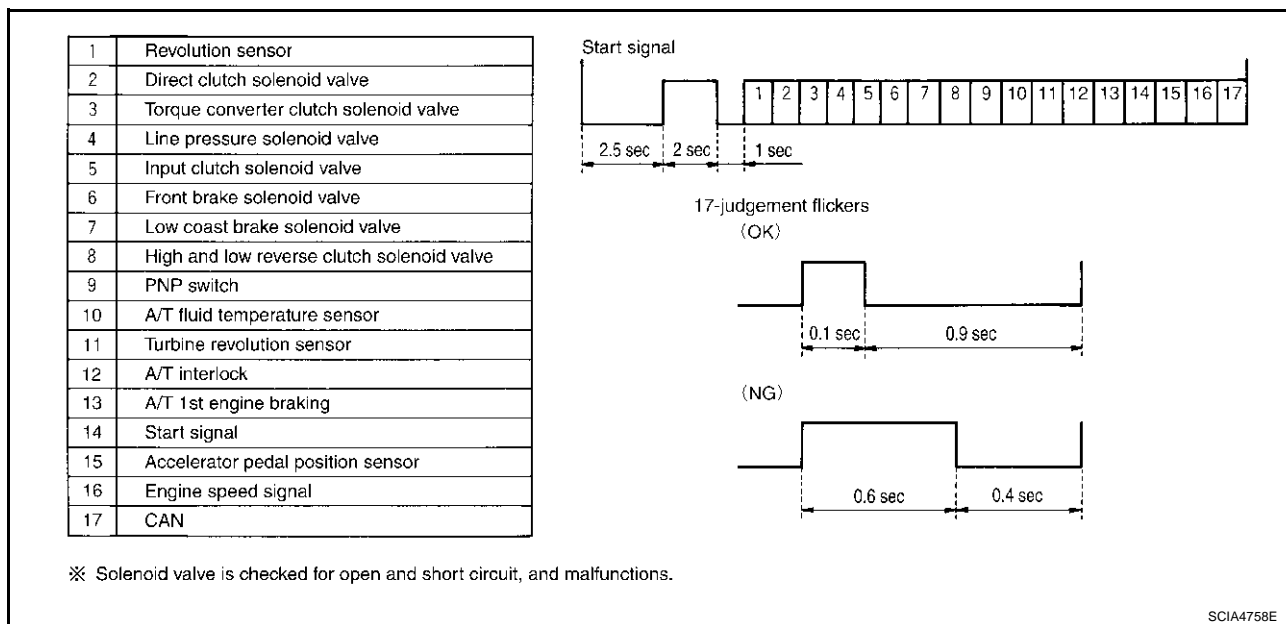 1 Revolution sensor
2 Direct clutch solenoid valve
3 Torque converter clutch solenoid valve
4 Line pressure solenoid valve
5 Input clutch solenoid valve
6 Front brake solenoid valve
7 Low coast brake solenoid valve
8 High and low reverse clutch solenoid valve
9 PNP switch
10 A/T fluid temperature sensor
11 Turbine revolution sensor
12 A/T interlock
13 A/T 1st engine braking
14 Start signal
15 Accelerator pedal position sensor
16 Engine speed signal
17 CAN
Start signal
1 2 3 4 5 6 7 8 9 10 11 12 13 14 15 16 17
2.5 sec 2 sec 1 sec
17-judgement flickers
(OK)
0.1 sec 0.9 sec
(NG)
0.6 sec 0.4 sec
※ Solenoid valve is checked for open and short circuit, and malfunctions.
SCIA4758E